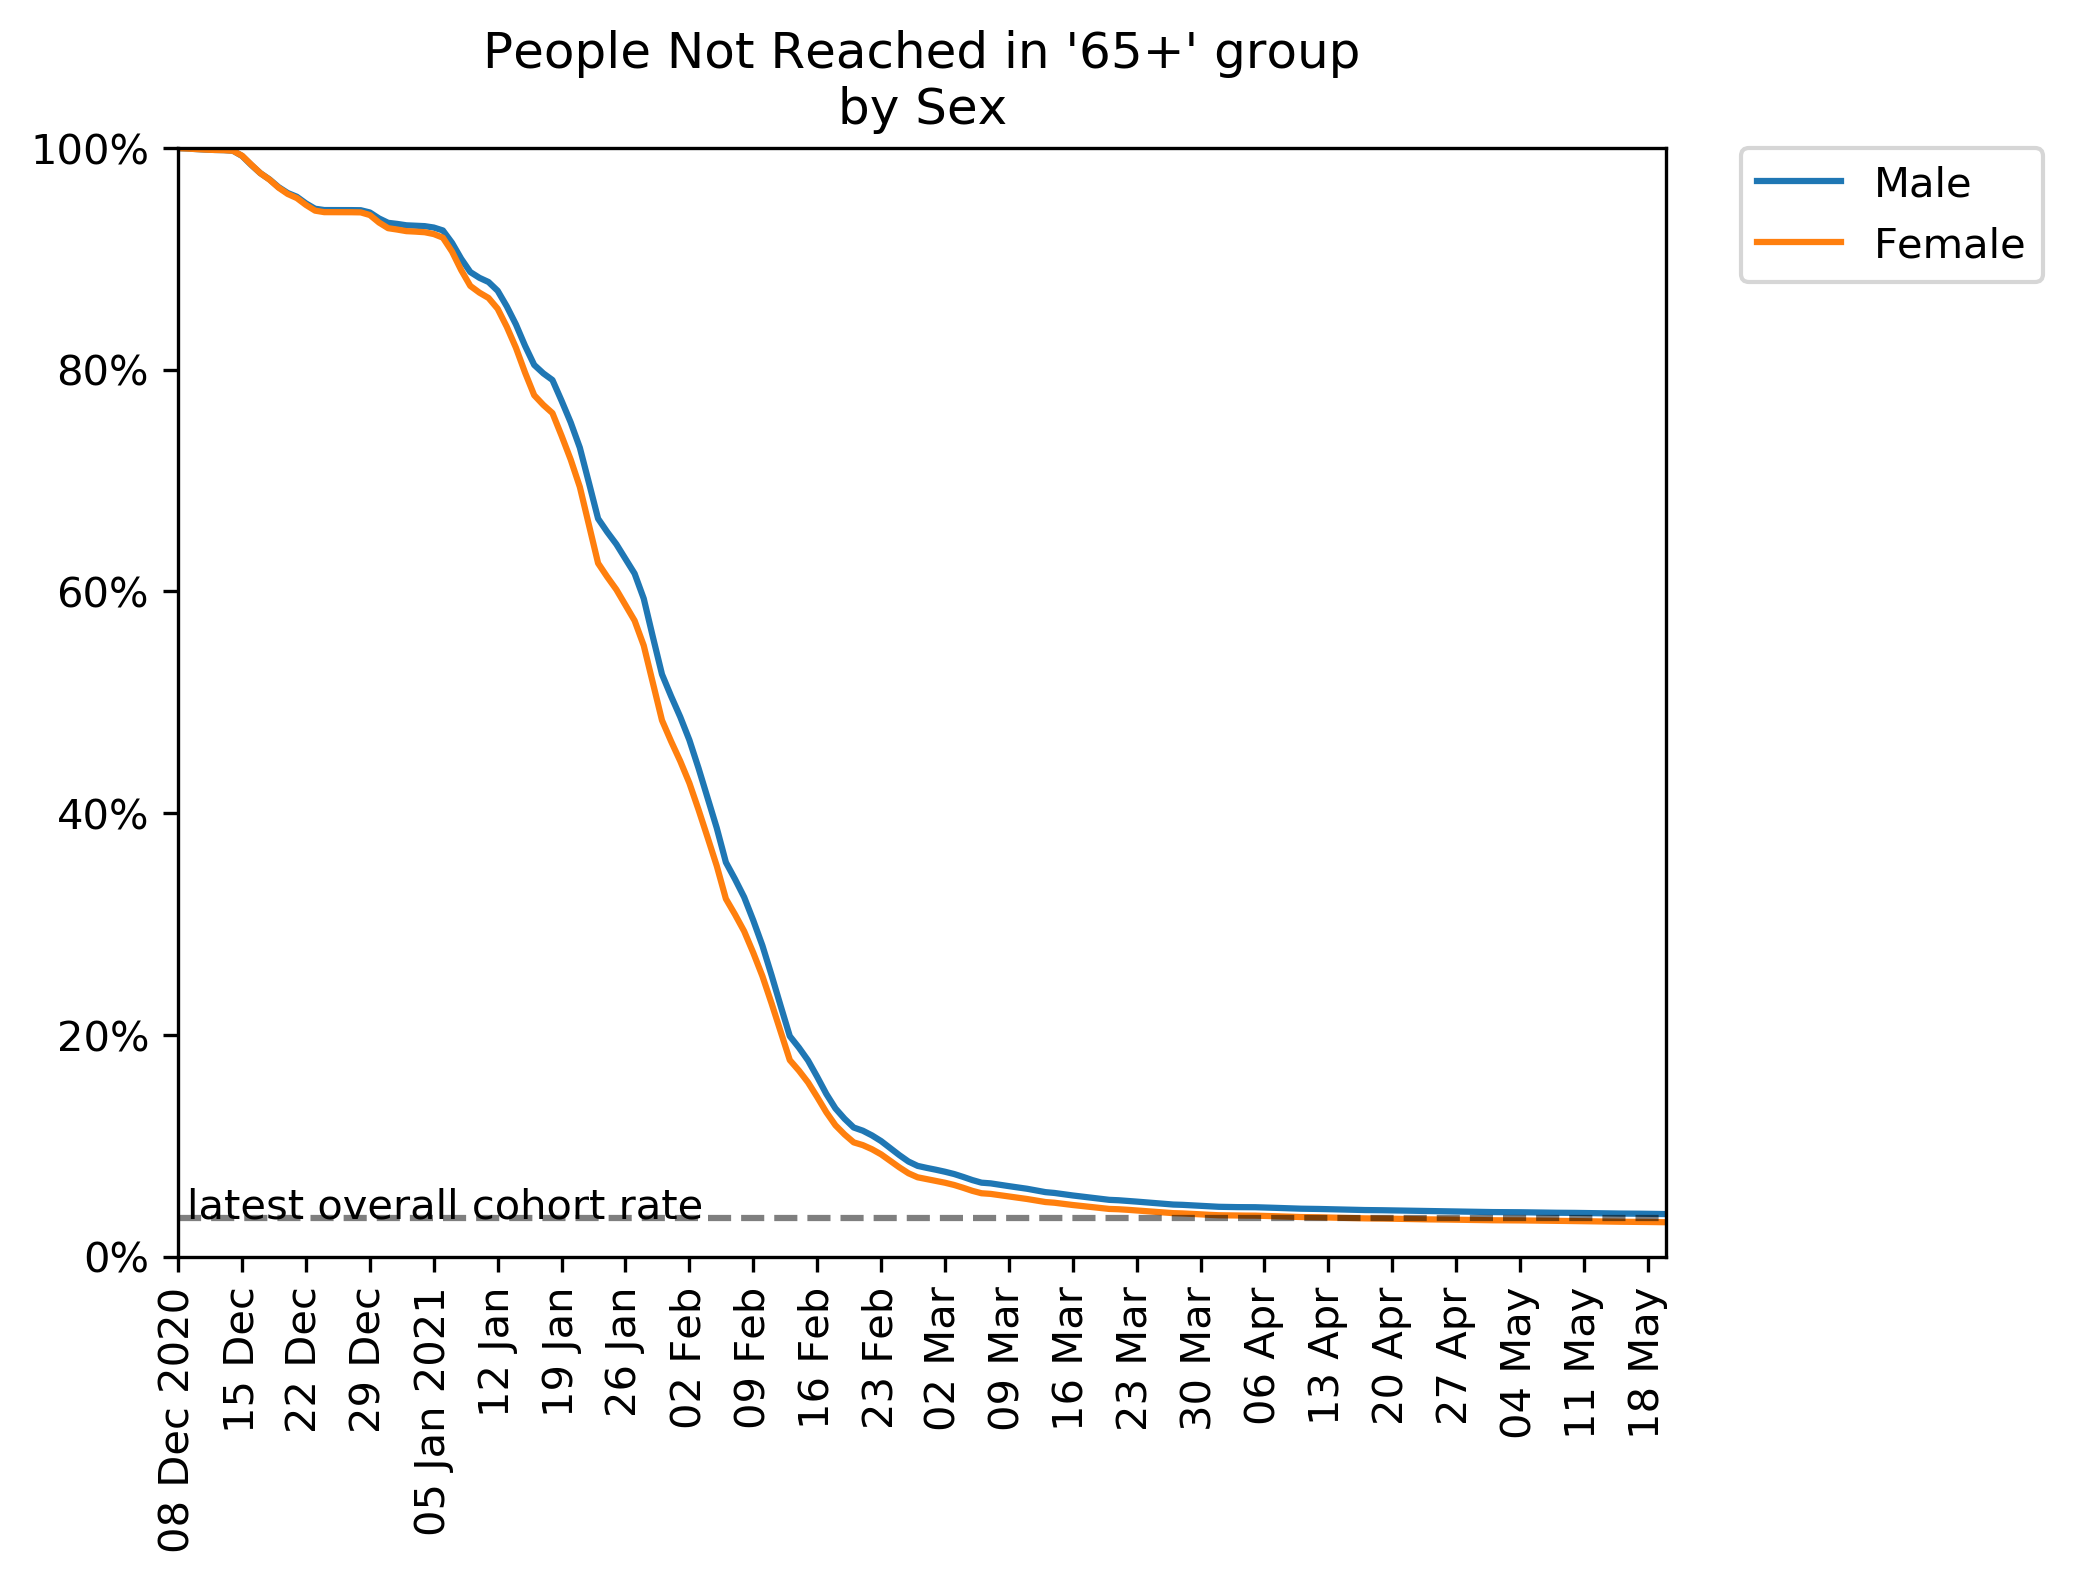 People Not Reached in '65+' group
by Sex
100%
80%
60%
40%
20%
0%
latest overall cohort rate
Male
Female
08 Dec 2020
15 Dec
22 Dec
29 Dec
05 Jan 2021
12 Jan
19 Jan
26 Jan
02 Feb
09 Feb
16 Feb
23 Feb
02 Mar
09 Mar
16 Mar
23 Mar
30 Mar
06 Apr
13 Apr
20 Apr
27 Apr
04 May
11 May
18 May